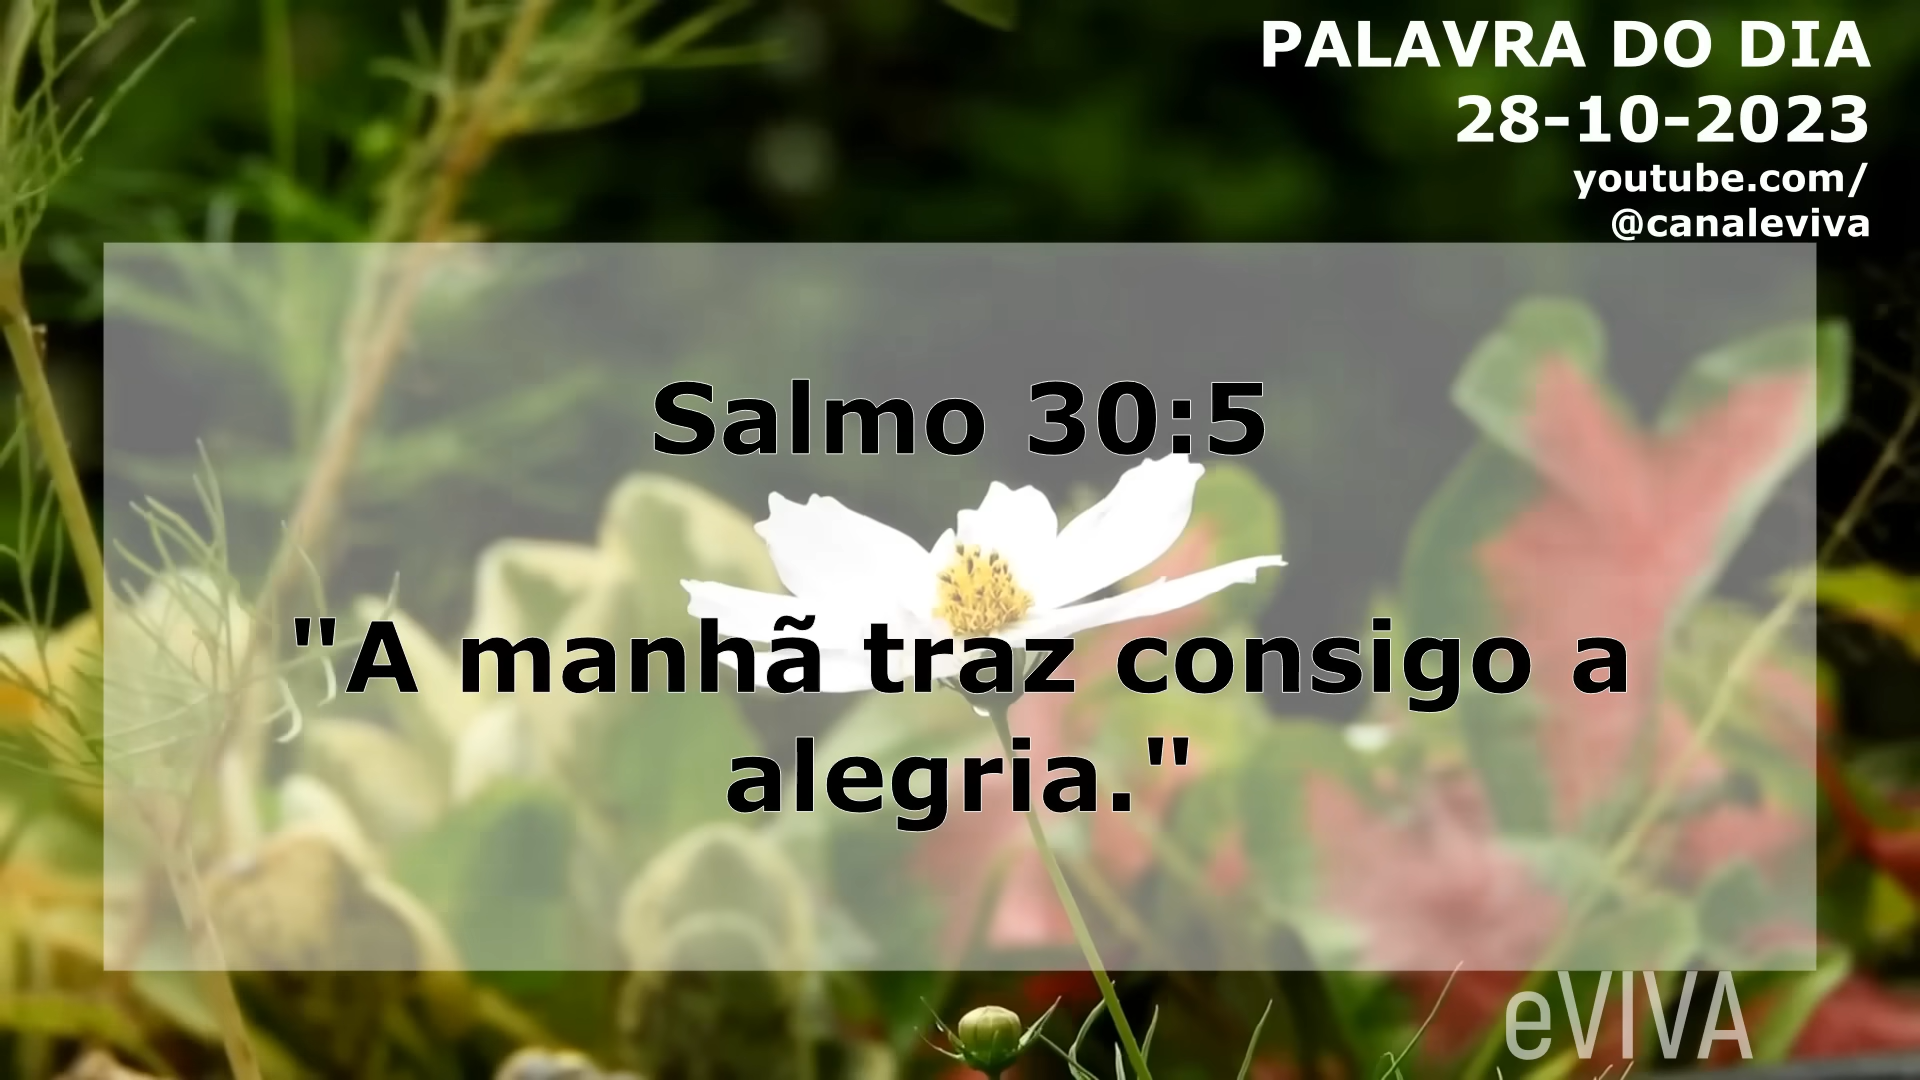 PALAVRA DO DIA
28-10-2023
youtube.com/
@canaleviva
Salmo 30:5
"A manhã traz consigo a
alegria."
eVIVA